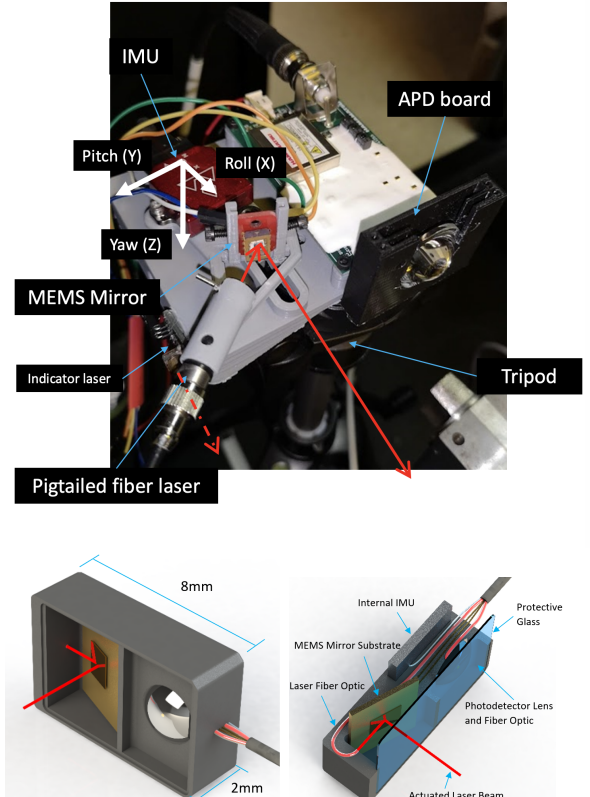 IMU
APD board
Pitch (Y)
Roll (X)
Yaw (Z)
MEMS Mirror
Indicator laser
Tripod
Pigtailed fiber laser
8mm
2mm
Internal IMU
Protective
Glass
MEMS Mirror Substrate
Laser Fiber Optic
Photodetector Lens
and Fiber Optic
Actuated Laser Beam